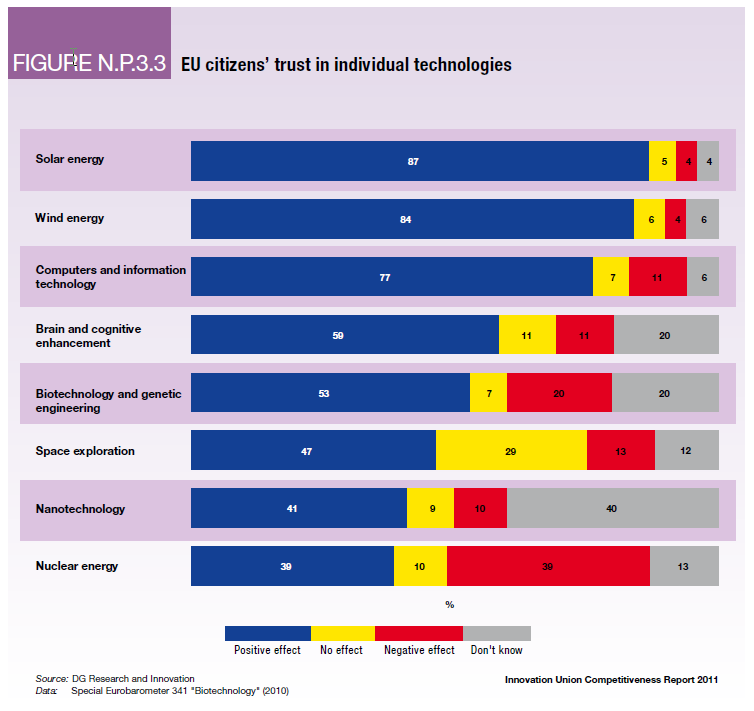 FIGURE N.P.3.3 EU citizens' trust in individual technologies
Solar energy 87 5 4 4
Wind energy 84 6 4 6
Computers and information
technology 77 7 11 6
Brain and cognitive
enhancement 59 11 11 20
Biotechnology and genetic
engineering 53 7 20 20
Space exploration 47 29 13 12
Nanotechnology 41 9 10 40
Nuclear energy 39 10 39 13
%
Positive effect No effect Negative effect Don't know
Source: DG Research and Innovation Innovation Union Competitiveness Report 2011
Data: Special Eurobarometer 341 "Biotechnology" (2010)